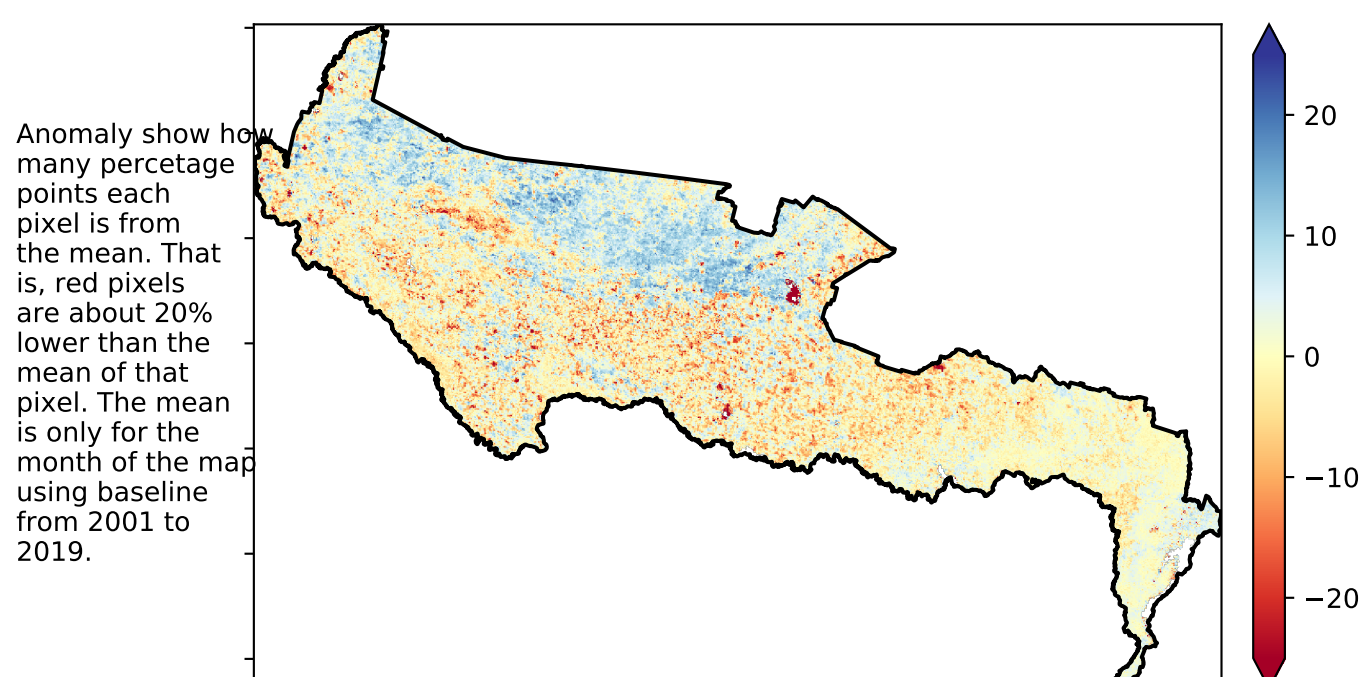 Anomaly show how
many percetage
points each
pixel is from
the mean. That
is, red pixels
are about 20%
lower than the
mean of that
pixel. The mean
is only for the
month of the map
using baseline
from 2001 to
2019.
20
10
0
−10
−20